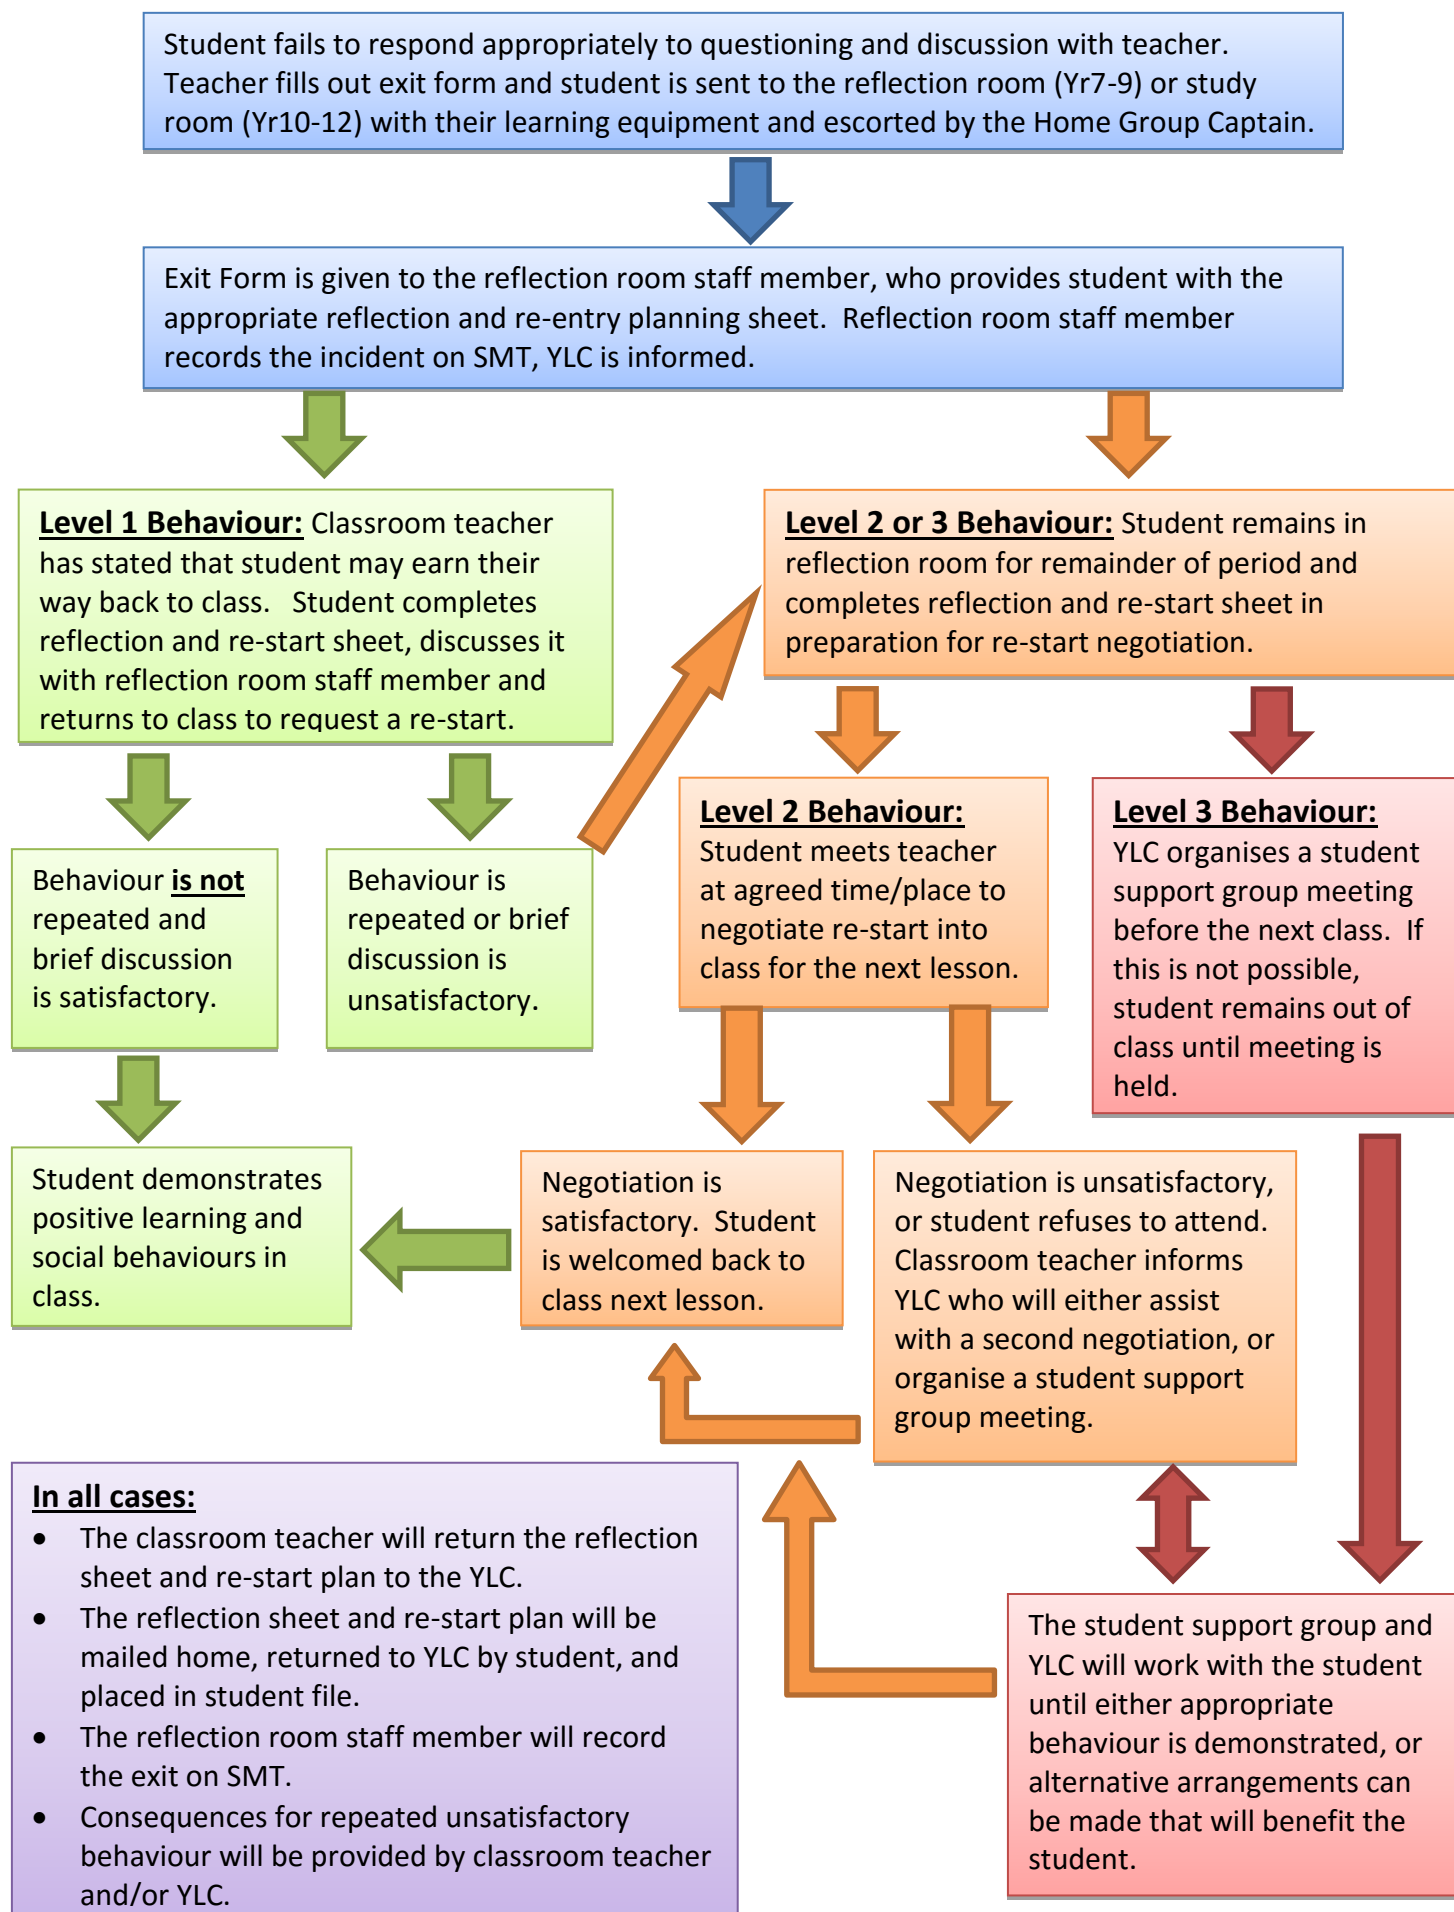 Student fails to respond appropriately to questioning and discussion with teacher.
Teacher fills out exit form and student is sent to the reflection room (Yr7-9) or study
room (Yr10-12) with their learning equipment and escorted by the Home Group Captain.
Exit Form is given to the reflection room staff member, who provides student with the
appropriate reflection and re-entry planning sheet.  Reflection room staff member
records the incident on SMT, YLC is informed.
Level 1 Behaviour: Classroom teacher
has stated that student may earn their
way back to class.   Student completes
reflection and re-start sheet, discusses it
with reflection room staff member and
returns to class to request a re-start.
Level 2 or 3 Behaviour: Student remains in
reflection room for remainder of period and
completes reflection and re-start sheet in
preparation for re-start negotiation.
Behaviour is not
repeated and
brief discussion
is satisfactory.
Behaviour is
repeated or brief
discussion is
unsatisfactory.
Level 2 Behaviour:
Student meets teacher
at agreed time/place to
negotiate re-start into
class for the next lesson.
Level 3 Behaviour:
YLC organises a student
support group meeting
before the next class.  If
this is not possible,
student remains out of
class until meeting is
held.
Student demonstrates
positive learning and
social behaviours in
class.
Negotiation is
satisfactory.  Student
is welcomed back to
class next lesson.
Negotiation is unsatisfactory,
or student refuses to attend.
Classroom teacher informs
YLC who will either assist
with a second negotiation, or
organise a student support
group meeting.
In all cases:
• The classroom teacher will return the reflection
sheet and re-start plan to the YLC.
• The reflection sheet and re-start plan will be
mailed home, returned to YLC by student, and
placed in student file.
• The reflection room staff member will record
the exit on SMT.
• Consequences for repeated unsatisfactory
behaviour will be provided by classroom teacher
and/or YLC.
The student support group and
YLC will work with the student
until either appropriate
behaviour is demonstrated, or
alternative arrangements can
be made that will benefit the
student.